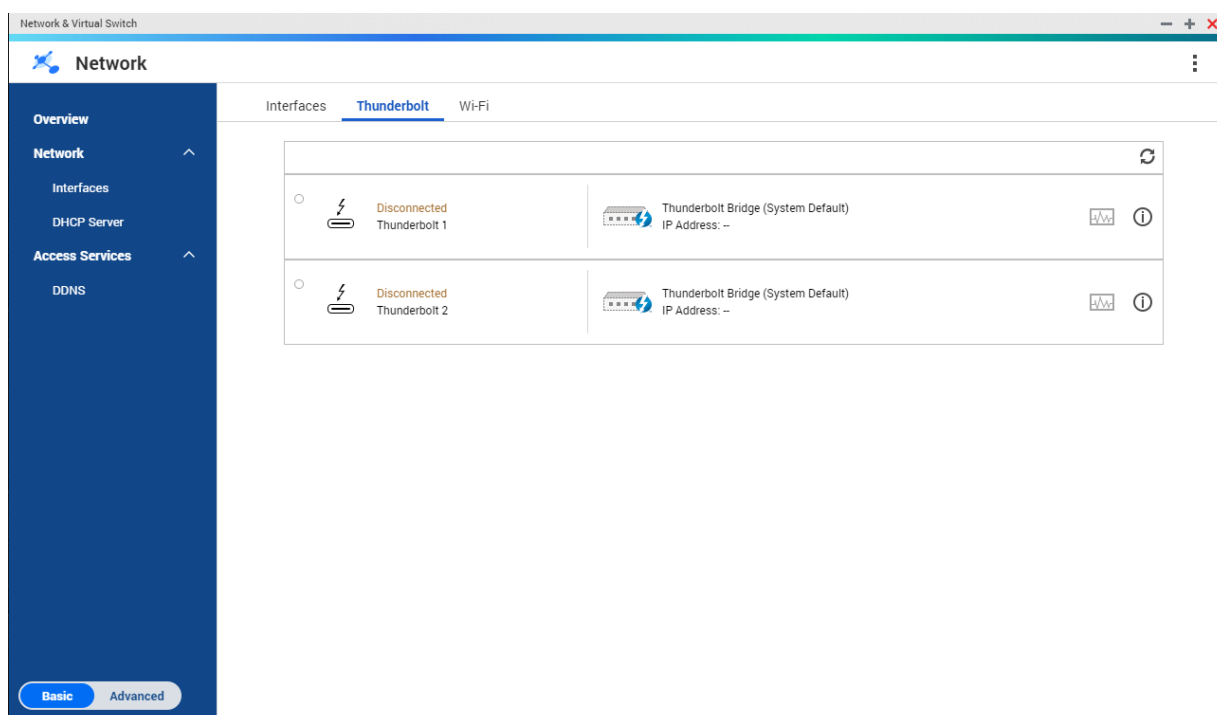 Network & Virtual Switch
Network
Overview
Network
Interfaces
DHCP Server
Access Services
DDNS
Basic Advanced
Interfaces Thunderbolt Wi-Fi
Disconnected
Thunderbolt 1
Thunderbolt Bridge (System Default)
IP Address: --
Disconnected
Thunderbolt 2
Thunderbolt Bridge (System Default)
IP Address: --